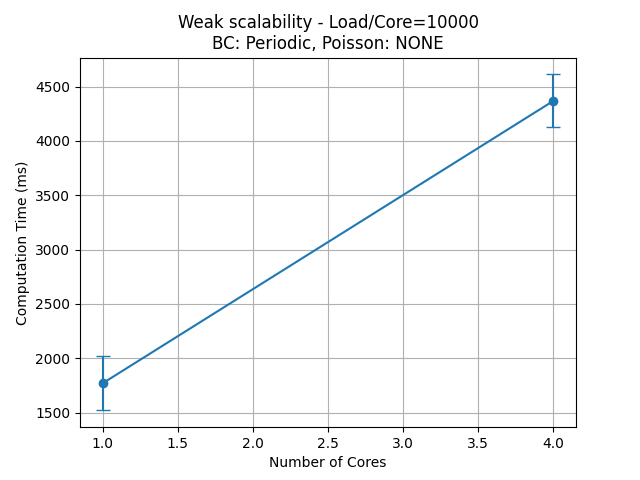 Weak scalability - Load/Core=10000
BC: Periodic, Poisson: NONE
4500
4000
3500
3000
2500
2000
1500
Computation Time (ms)
1.0 1.5 2.0 2.5 3.0 3.5 4.0
Number of Cores